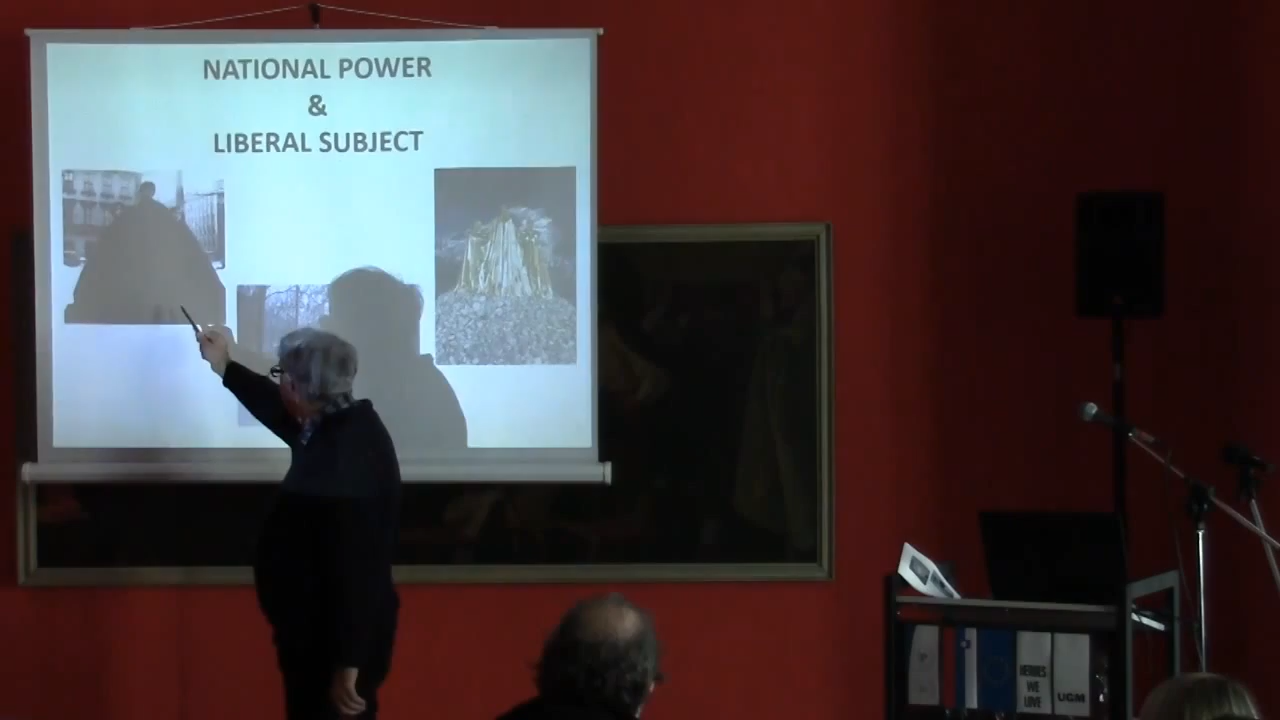 NATIONAL POWER
&
LIBERAL SUBJECT
HEROES
WE
LOVE
UGM